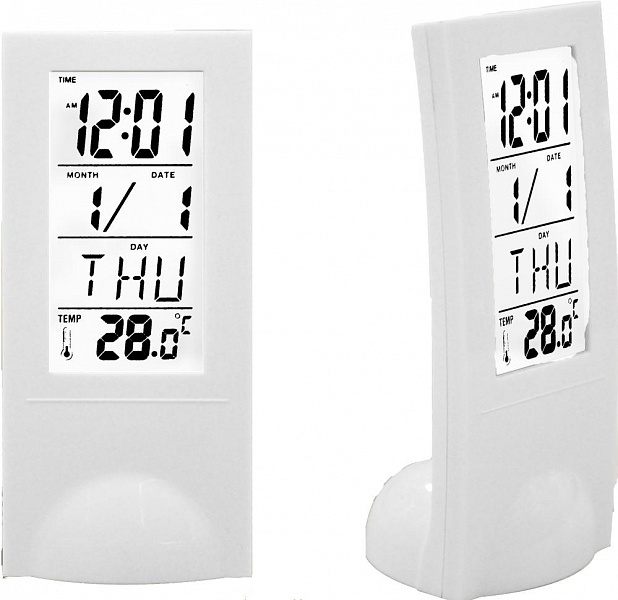 TIME
AM 12:01
MONTH DATE
1/1
DAY
THU
TEMP
28.0°C
TIME
AM 12:01
MONTH DATE
1/1
DAY
THU
TEMP
28.0°C